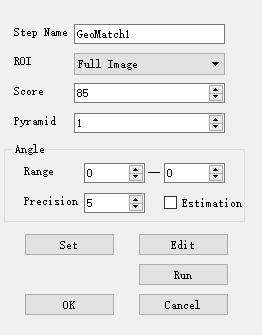 Step Name GeoMatch1
ROI Full Image
Score 85
Pyramid 1
Angle
Range 0 — 0
Precision 5 Estimation
Set Edit
Run
OK Cancel